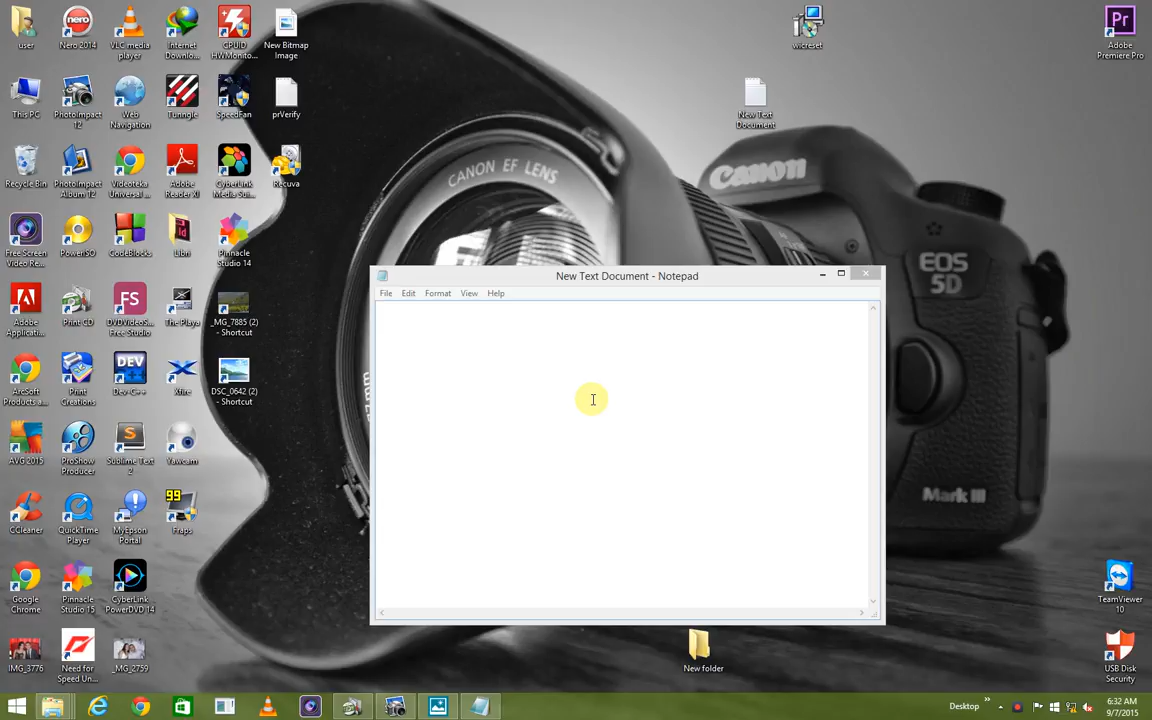 user
Nero 2014
VLC media
player
Internet
Downlo...
CPUID
HWMonito...
New Bitmap
Image
This PC
PhotoImpact
12
Web
Navigation
Tunngle
SpeedFan
prVerify
Recycle Bin
PhotoImpact
Album 12
Videoteka
Universal ...
Adobe
Reader XI
CyberLink
Media Sui...
Recuva
Free Screen
Video Re...
PowerISO
CodeBlocks
Libri
Pinnacle
Studio 14
Adobe
Applicati...
Print CD
FS
DVDVideoS...
Free Studio
The Playa
_MG_7885 (2)
- Shortcut
ArcSoft
Products a...
Print
Creations
DEV
Dev-C++
Xfire
DSC_0642 (2)
- Shortcut
AVG 2015
ProShow
Producer
Sublime Text
2
Yawcam
CCleaner
QuickTime
Player
MyEpson
Portal
99
Fraps
Google
Chrome
Pinnacle
Studio 15
CyberLink
PowerDVD 14
IMG_3776
Need for
Speed Un...
_MG_2759
wicreset
New Text
Document
Pr
Adobe
Premiere Pro
CANON EF LENS
Canon
EOS
5D
Mark III
New Text Document - Notepad
File Edit Format View Help
New folder
TeamViewer
10
USB Disk
Security
Desktop
6:32 AM
9/7/2015